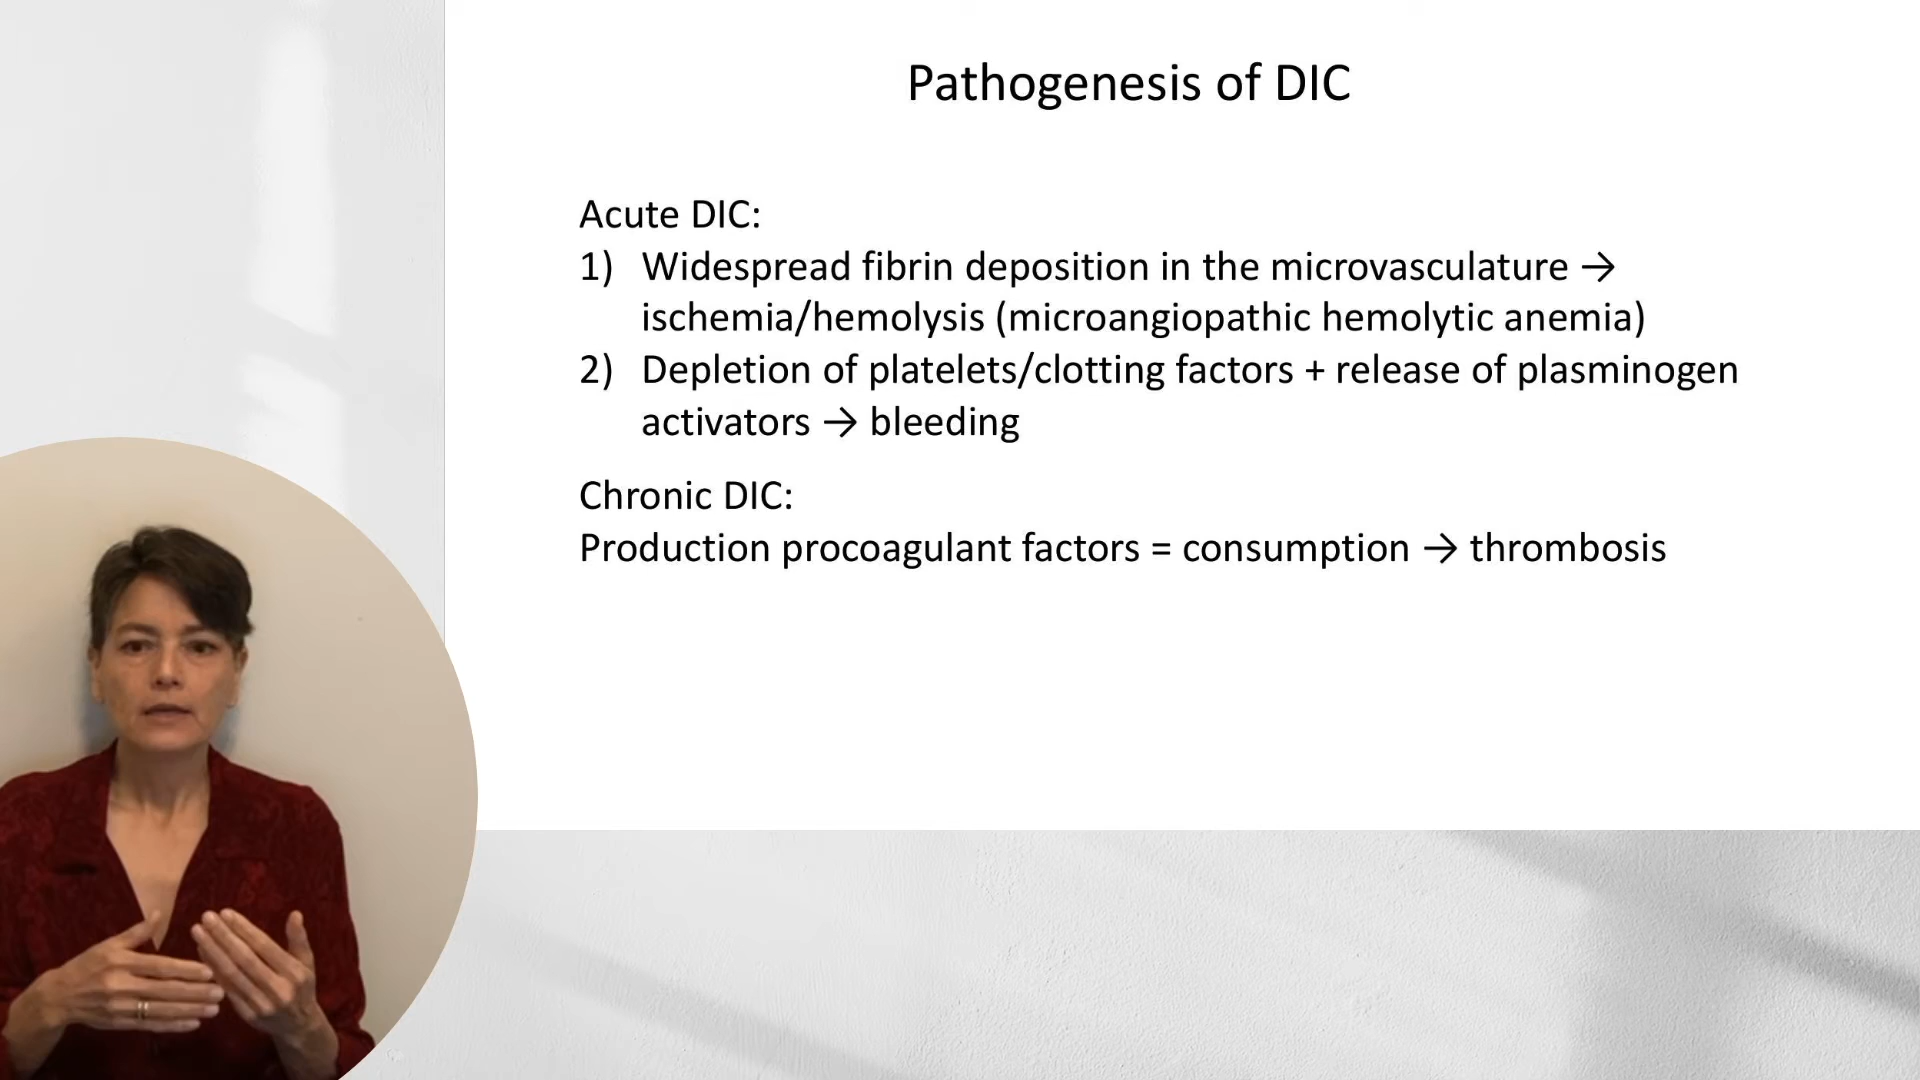 Pathogenesis of DIC
Acute DIC:
1) Widespread fibrin deposition in the microvasculature →
ischemia/hemolysis (microangiopathic hemolytic anemia)
2) Depletion of platelets/clotting factors + release of plasminogen
activators → bleeding
Chronic DIC:
Production procoagulant factors = consumption → thrombosis